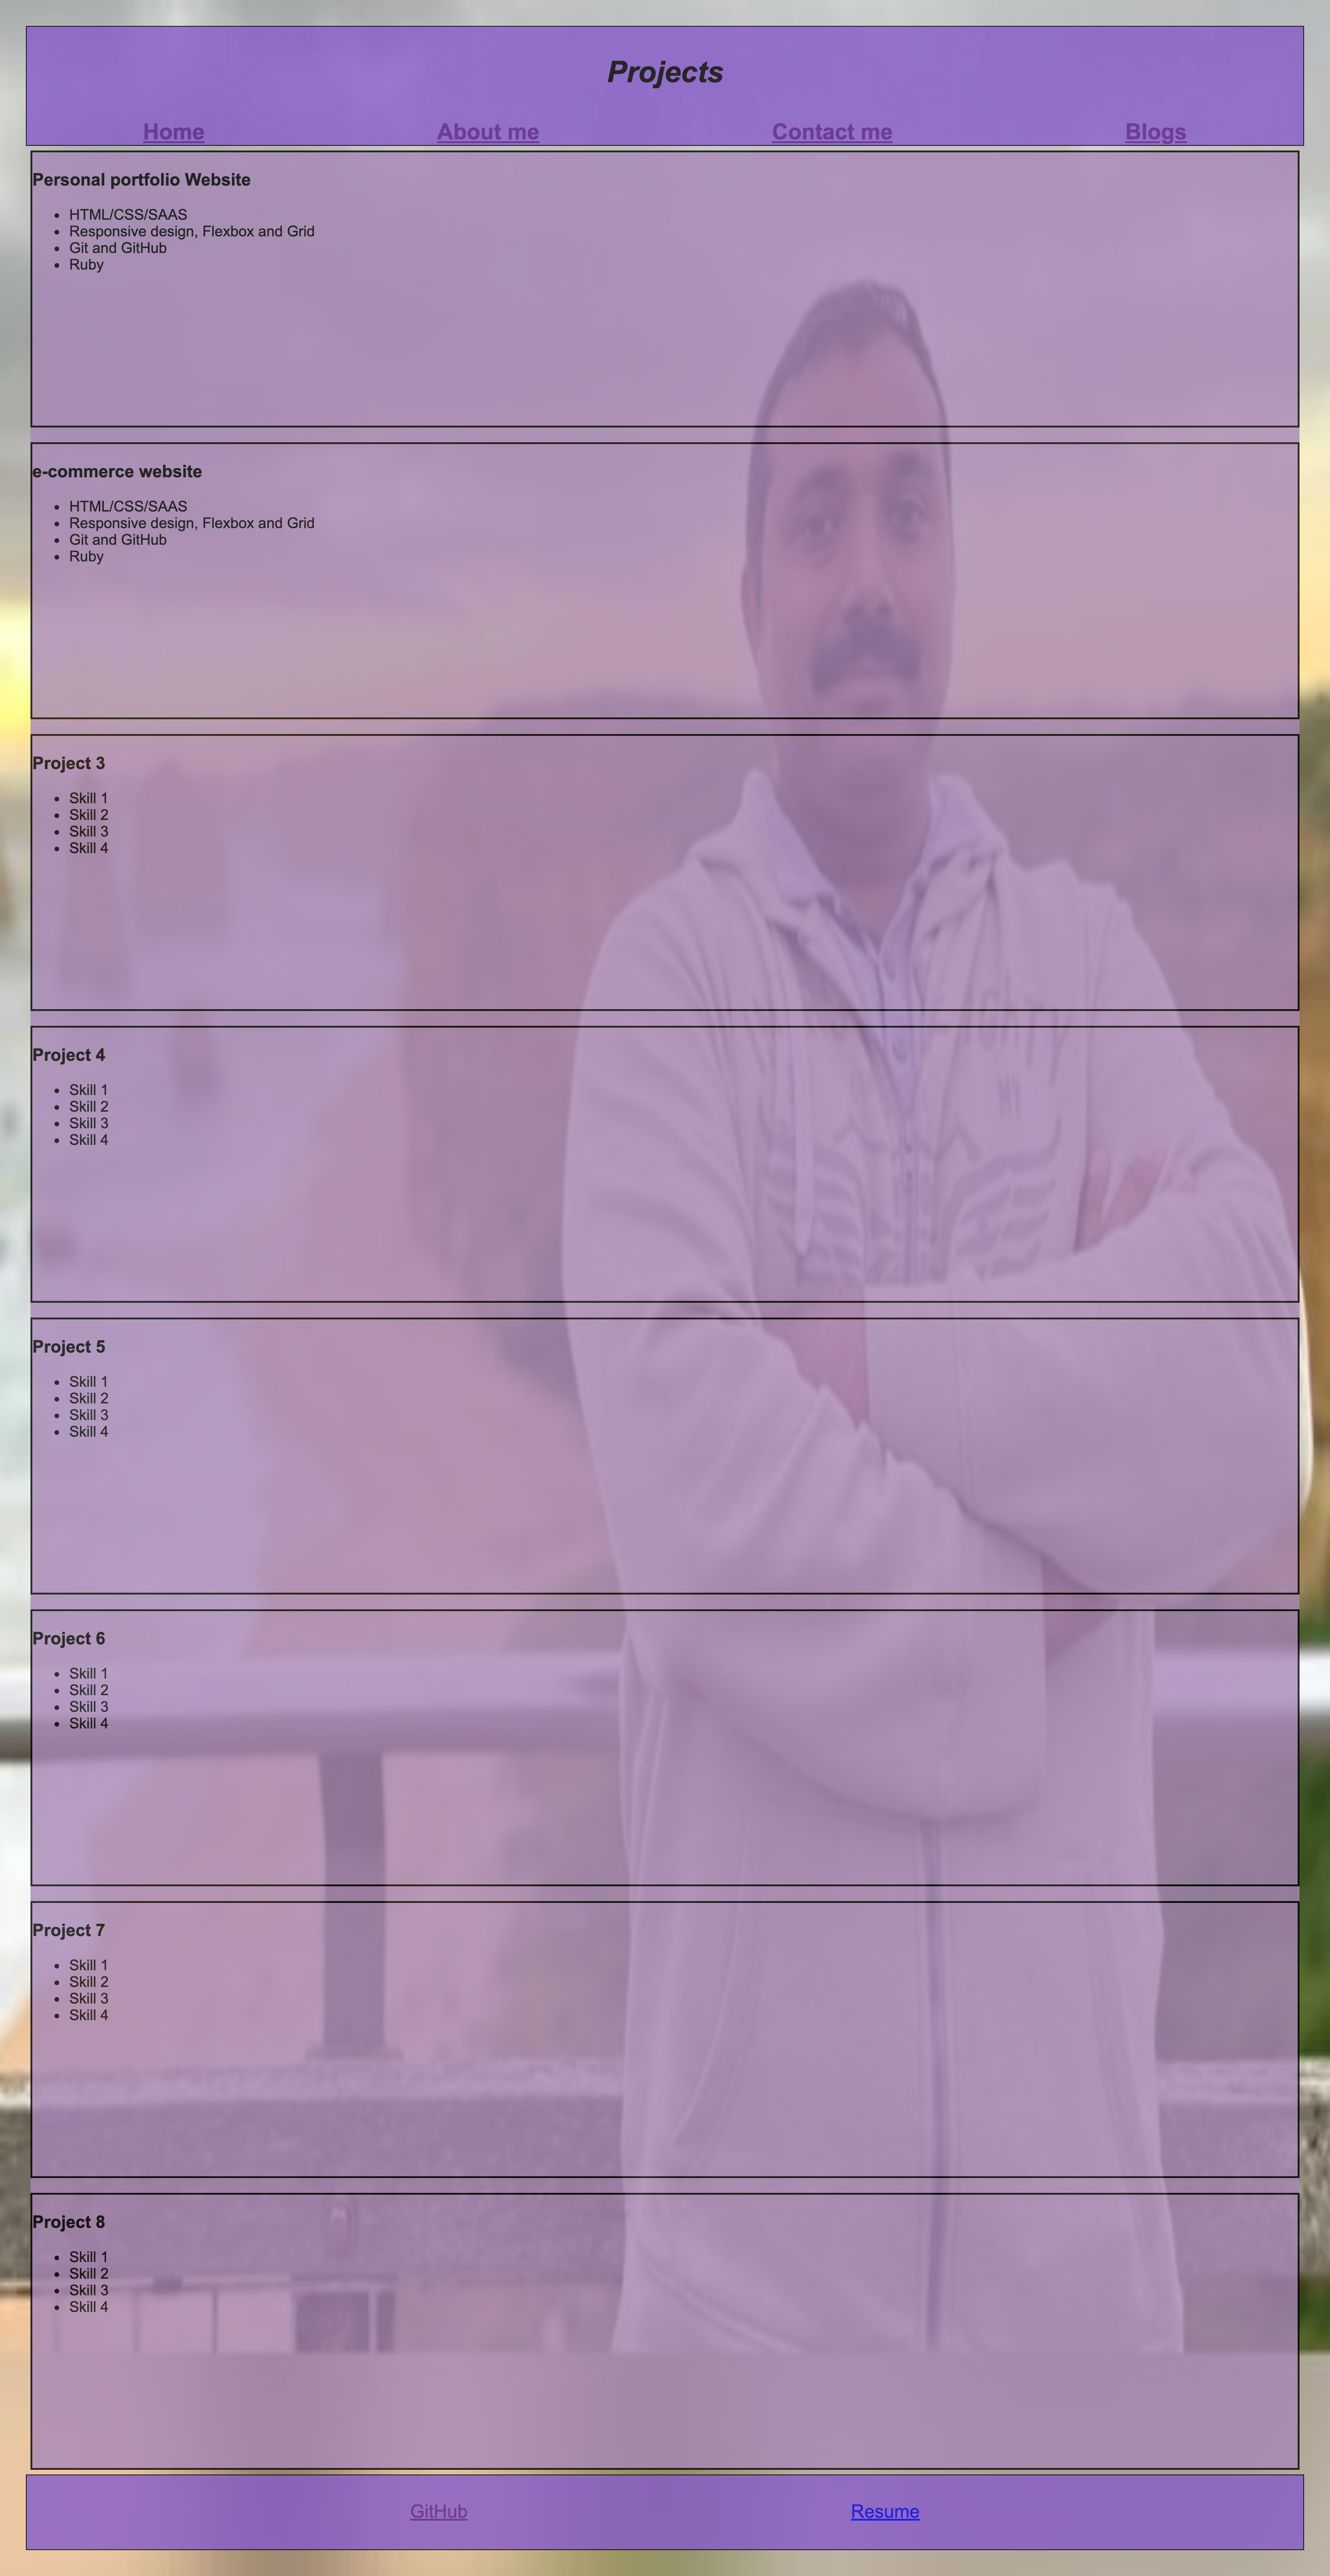 Projects
Home About me Contact me Blogs
Personal portfolio Website
HTML/CSS/SAAS
Responsive design, Flexbox and Grid
Git and GitHub
Ruby
e-commerce website
HTML/CSS/SAAS
Responsive design, Flexbox and Grid
Git and GitHub
Ruby
Project 3
Skill 1
Skill 2
Skill 3
Skill 4
Project 4
Skill 1
Skill 2
Skill 3
Skill 4
Project 5
Skill 1
Skill 2
Skill 3
Skill 4
Project 6
Skill 1
Skill 2
Skill 3
Skill 4
Project 7
Skill 1
Skill 2
Skill 3
Skill 4
Project 8
Skill 1
Skill 2
Skill 3
Skill 4
GitHub Resume